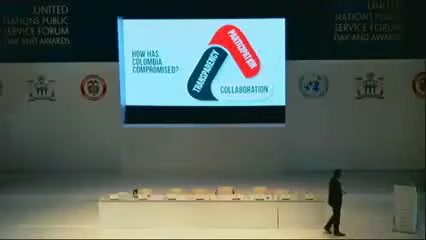 UNITED
NATIONS PUBLIC
SERVICE FORUM
DAY AND AWARDS
UNITED
NATIONS PUBLIC
SERVICE FORUM
DAY AND AWARDS
HOW HAS
COLOMBIA
COMPROMISED?
TRANSPARENCY
PARTICIPATION
COLLABORATION